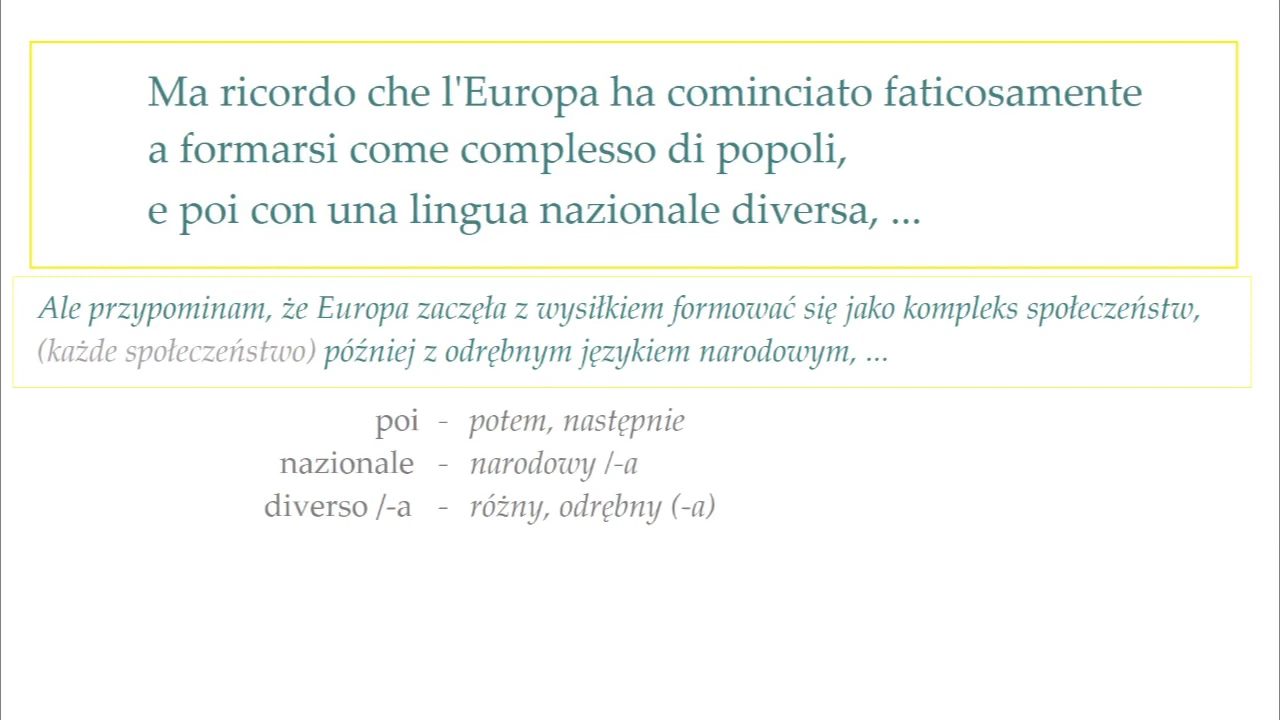 Ma ricordo che l'Europa ha cominciato faticosamente
a formarsi come complesso di popoli,
e poi con una lingua nazionale diversa, ...
Ale przypominam, że Europa zaczęła z wysiłkiem formować się jako kompleks społeczeństw,
(każde społeczeństwo) później z odrębnym językiem narodowym, ...
poi - potem, następnie
nazionale - narodowy /-a
diverso /-a - różny, odrębny (-a)